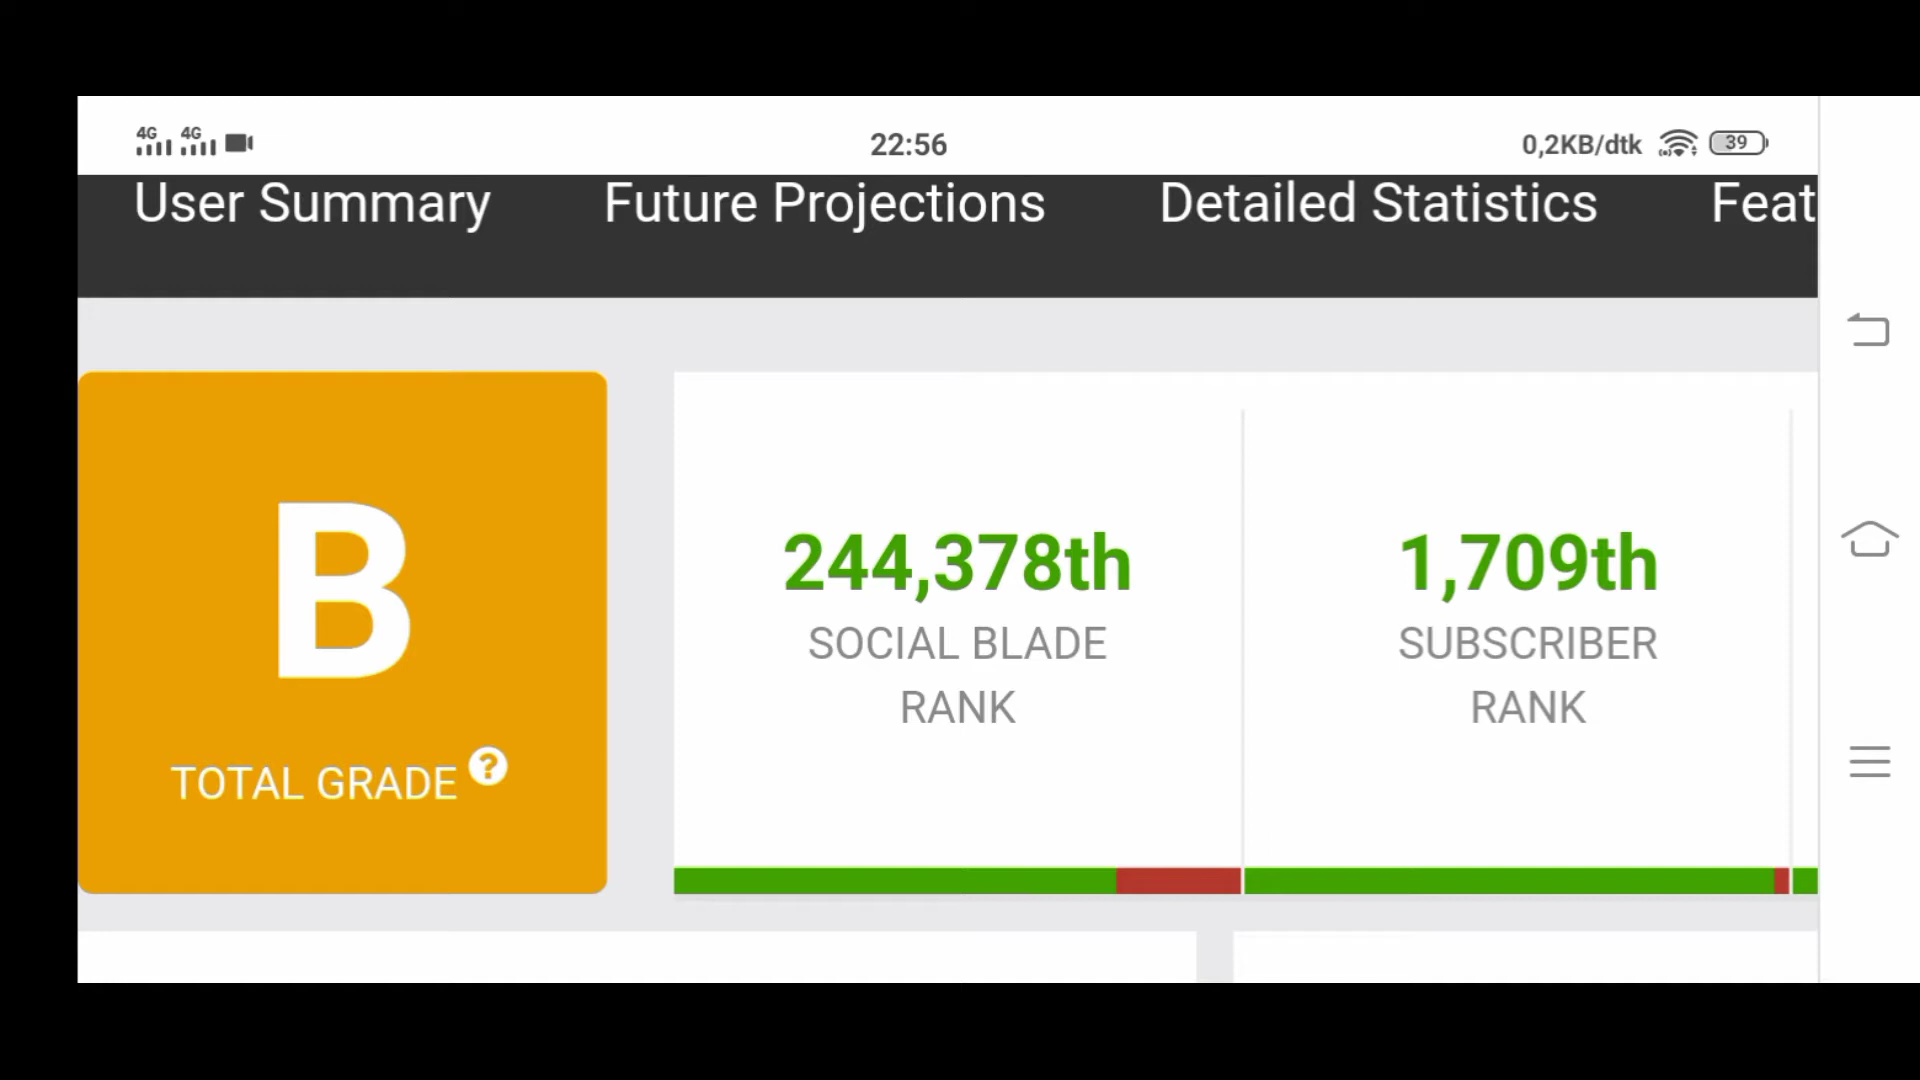 4G 4G 22:56 0,2KB/dtk 39
User Summary Future Projections Detailed Statistics Feat
B
TOTAL GRADE ?
244,378th
SOCIAL BLADE
RANK
1,709th
SUBSCRIBER
RANK